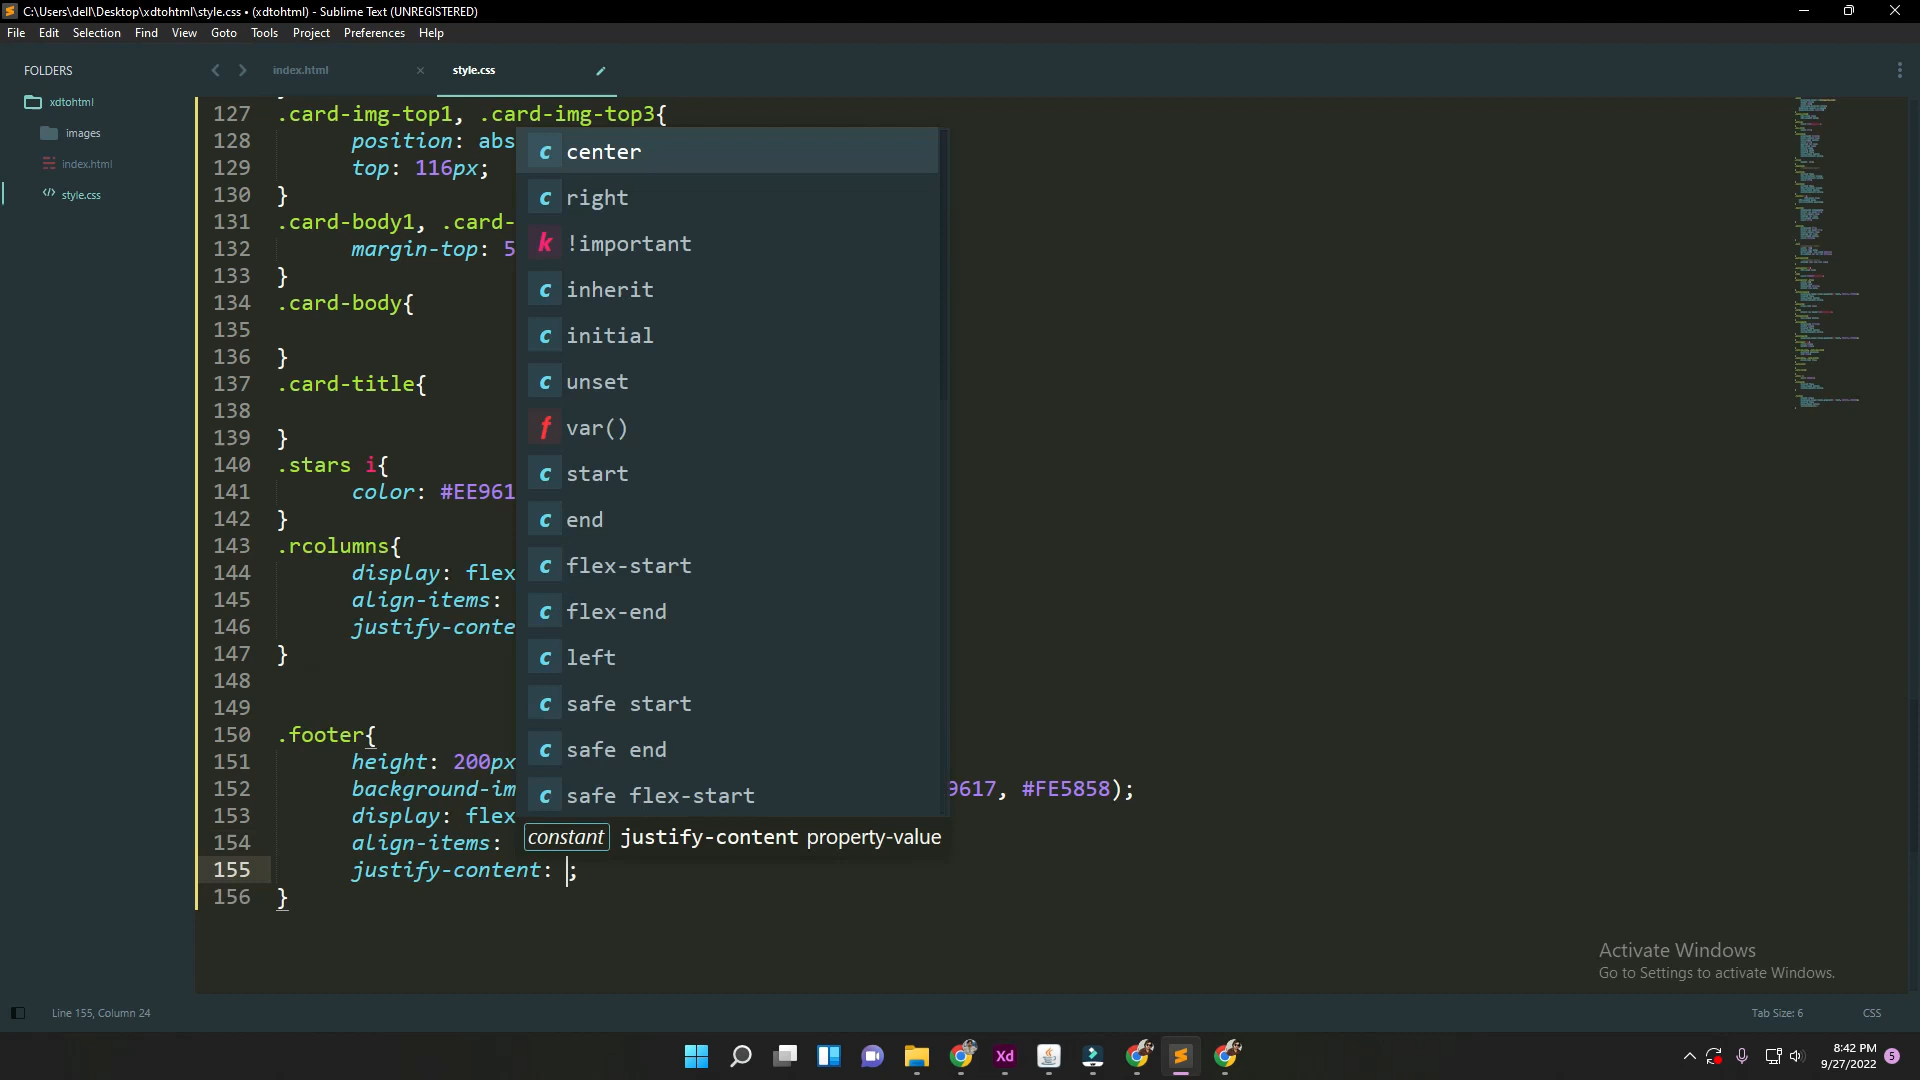 C:\Users\dell\Desktop\xdtohtml\style.css • (xdtohtml) - Sublime Text (UNREGISTERED)
File Edit Selection Find View Goto Tools Project Preferences Help
FOLDERS
xdtohtml
images
index.html
style.css
index.html
style.css
127 .card-img-top1, .card-img-top3{
128 position: abs
129 top: 116px;
130 }
131 .card-body1, .card-
132 margin-top: 5
133 }
134 .card-body{
135
136 }
137 .card-title{
138
139 }
140 .stars i{
141 color: #EE961
142 }
143 .rcolumns{
144 display: flex
145 align-items:
146 justify-conte
147 }
148
149
150 .footer{
151 height: 200px
152 background-im 9617, #FE5858);
153 display: flex
154 align-items:
155 justify-content: ;
156 }
c center
c right
k !important
c inherit
c initial
c unset
f var()
c start
c end
c flex-start
c flex-end
c left
c safe start
c safe end
c safe flex-start
constant justify-content property-value
Activate Windows
Go to Settings to activate Windows.
Line 155, Column 24
Tab Size: 6
CSS
Xd
8:42 PM
9/27/2022
5